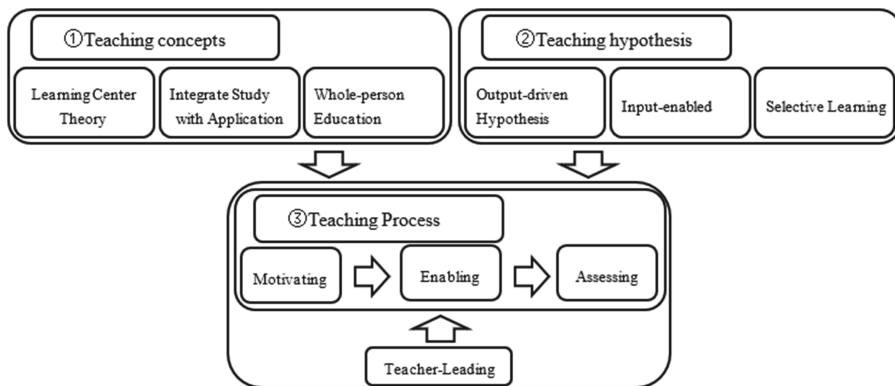 ①Teaching concepts
Learning Center
Theory
Integrate Study
with Application
Whole-person
Education
②Teaching hypothesis
Output-driven
Hypothesis
Input-enabled
Selective Learning
③Teaching Process
Motivating
Enabling
Assessing
Teacher-Leading